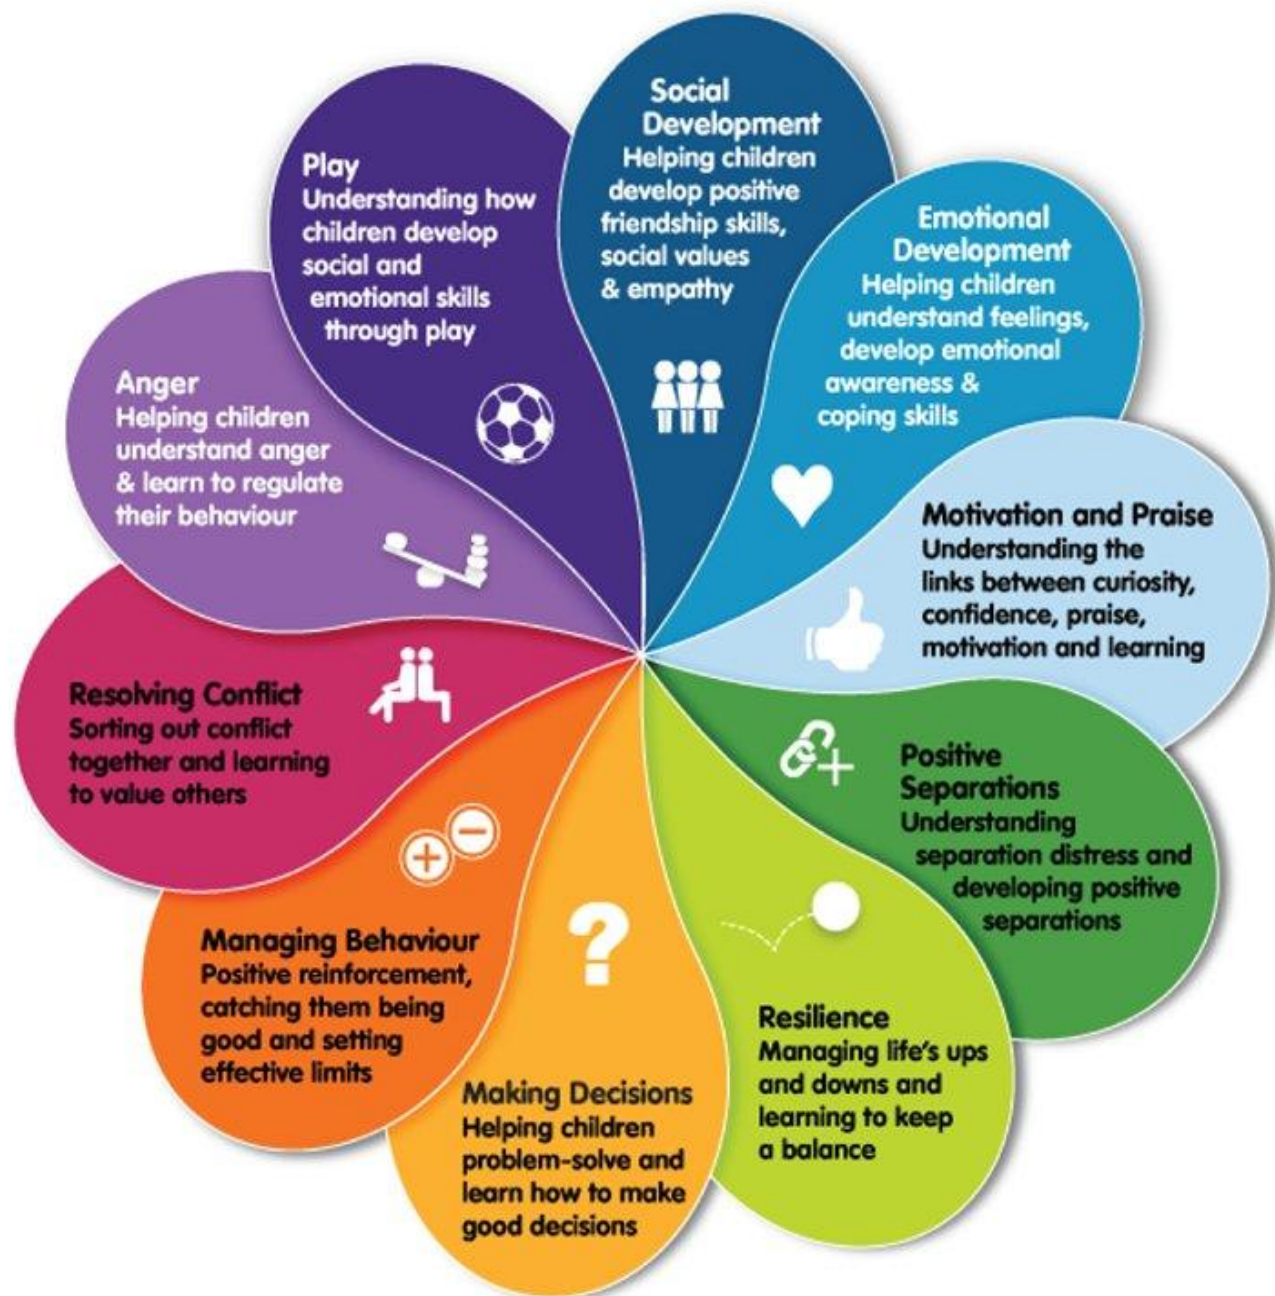 Social
Development
Helping children
develop positive
friendship skills,
social values
& empathy
Emotional
Development
Helping children
understand feelings,
develop emotional
awareness &
coping skills
Motivation and Praise
Understanding the
links between curiosity,
confidence, praise,
motivation and learning
Positive
Separations
Understanding
separation distress and
developing positive
separations
Resilience
Managing life's ups
and downs and
learning to keep
a balance
Making Decisions
Helping children
problem-solve and
learn how to make
good decisions
Managing Behaviour
Positive reinforcement,
catching them being
good and setting
effective limits
Resolving Conflict
Sorting out conflict
together and learning
to value others
Anger
Helping children
understand anger
& learn to regulate
their behaviour
Play
Understanding how
children develop
social and
emotional skills
through play